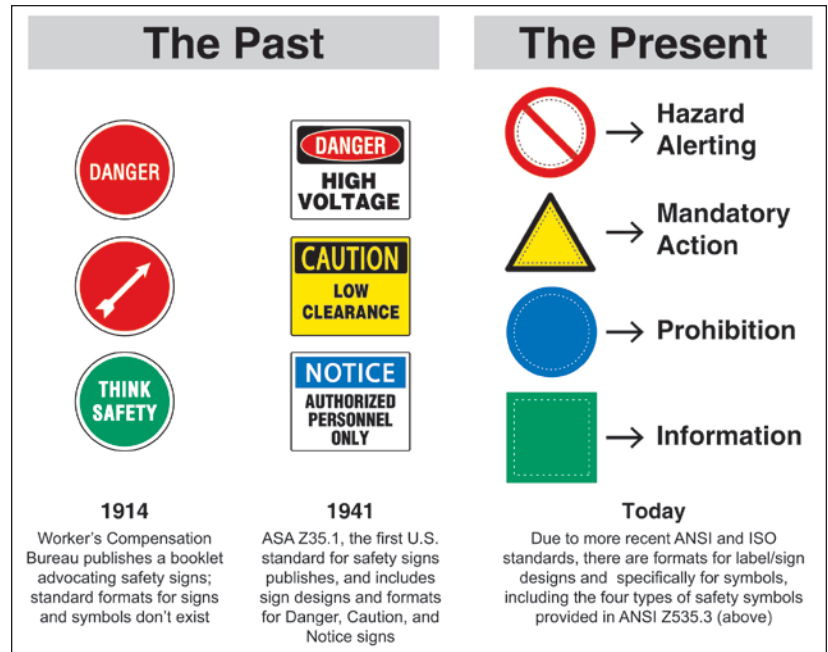 The Past
DANGER
THINK
SAFETY
DANGER
HIGH
VOLTAGE
CAUTION
LOW
CLEARANCE
NOTICE
AUTHORIZED
PERSONNEL
ONLY
1914
Worker's Compensation
Bureau publishes a booklet
advocating safety signs;
standard formats for signs
and symbols don't exist
1941
ASA Z35.1, the first U.S.
standard for safety signs
publishes, and includes
sign designs and formats
for Danger, Caution, and
Notice signs
The Present
Hazard
Alerting
Mandatory
Action
Prohibition
Information
Today
Due to more recent ANSI and ISO
standards, there are formats for label/sign
designs and specifically for symbols,
including the four types of safety symbols
provided in ANSI Z535.3 (above)